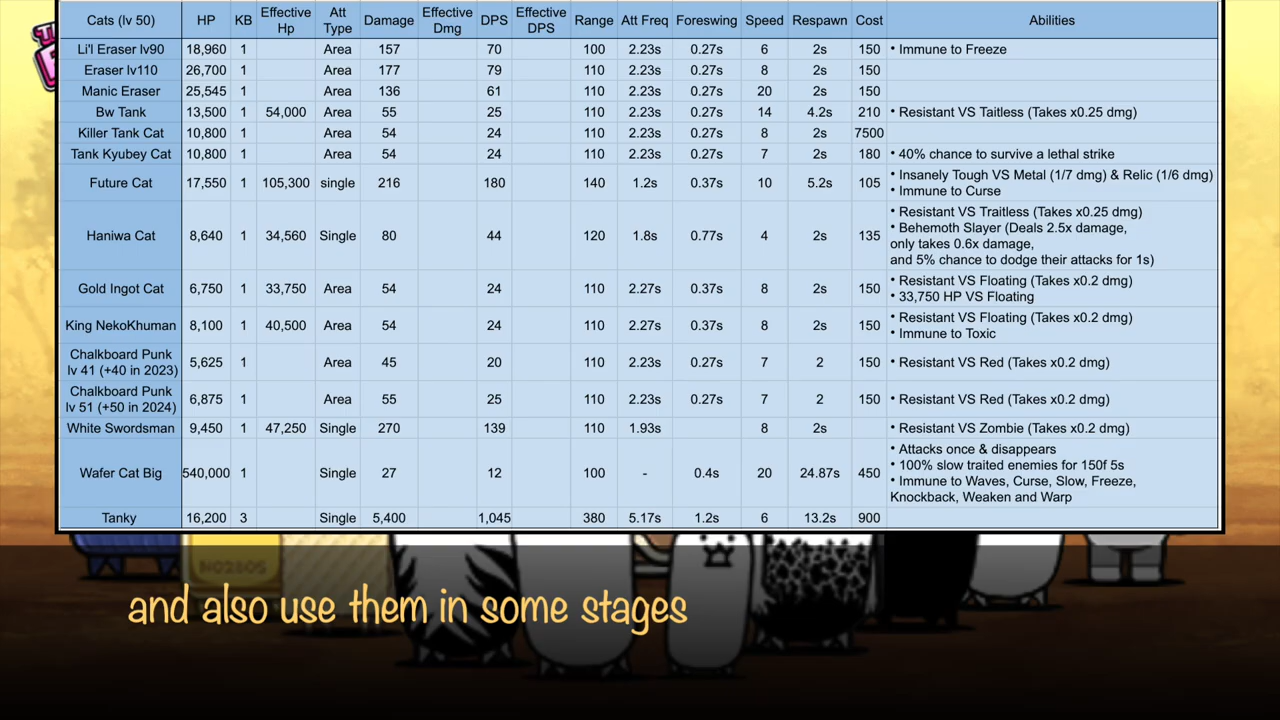 Cats (lv 50) HP KB Effective Hp Att Type Damage Effective Dmg DPS Effective DPS Range Att Freq Foreswing Speed Respawn Cost Abilities
Li'l Eraser lv90 18,960 1 Area 157 70 100 2.23s 0.27s 6 2s 150 • Immune to Freeze
Eraser lv110 26,700 1 Area 177 79 110 2.23s 0.27s 8 2s 150
Manic Eraser 25,545 1 Area 136 61 110 2.23s 0.27s 20 2s 150
Bw Tank 13,500 1 54,000 Area 55 25 110 2.23s 0.27s 14 4.2s 210 • Resistant VS Taitless (Takes x0.25 dmg)
Killer Tank Cat 10,800 1 Area 54 24 110 2.23s 0.27s 8 2s 7500
Tank Kyubey Cat 10,800 1 Area 54 24 110 2.23s 0.27s 7 2s 180 • 40% chance to survive a lethal strike
Future Cat 17,550 1 105,300 single 216 180 140 1.2s 0.37s 10 5.2s 105 • Insanely Tough VS Metal (1/7 dmg) & Relic (1/6 dmg)
• Immune to Curse
Haniwa Cat 8,640 1 34,560 Single 80 44 120 1.8s 0.77s 4 2s 135 • Resistant VS Traitless (Takes x0.25 dmg)
• Behemoth Slayer (Deals 2.5x damage,
only takes 0.6x damage,
and 5% chance to dodge their attacks for 1s)
Gold Ingot Cat 6,750 1 33,750 Area 54 24 110 2.27s 0.37s 8 2s 150 • Resistant VS Floating (Takes x0.2 dmg)
• 33,750 HP VS Floating
King NekoKhuman 8,100 1 40,500 Area 54 24 110 2.27s 0.37s 8 2s 150 • Resistant VS Floating (Takes x0.2 dmg)
• Immune to Toxic
Chalkboard Punk
lv 41 (+40 in 2023) 5,625 1 Area 45 20 110 2.23s 0.27s 7 2 150 • Resistant VS Red (Takes x0.2 dmg)
Chalkboard Punk
lv 51 (+50 in 2024) 6,875 1 Area 55 25 110 2.23s 0.27s 7 2 150 • Resistant VS Red (Takes x0.2 dmg)
White Swordsman 9,450 1 47,250 Single 270 139 110 1.93s 8 2s • Resistant VS Zombie (Takes x0.2 dmg)
Wafer Cat Big 540,000 1 Single 27 12 100 - 0.4s 20 24.87s 450 • Attacks once & disappears
• 100% slow traited enemies for 150f 5s
• Immune to Waves, Curse, Slow, Freeze,
Knockback, Weaken and Warp
Tanky 16,200 3 Single 5,400 1,045 380 5.17s 1.2s 6 13.2s 900
and also use them in some stages